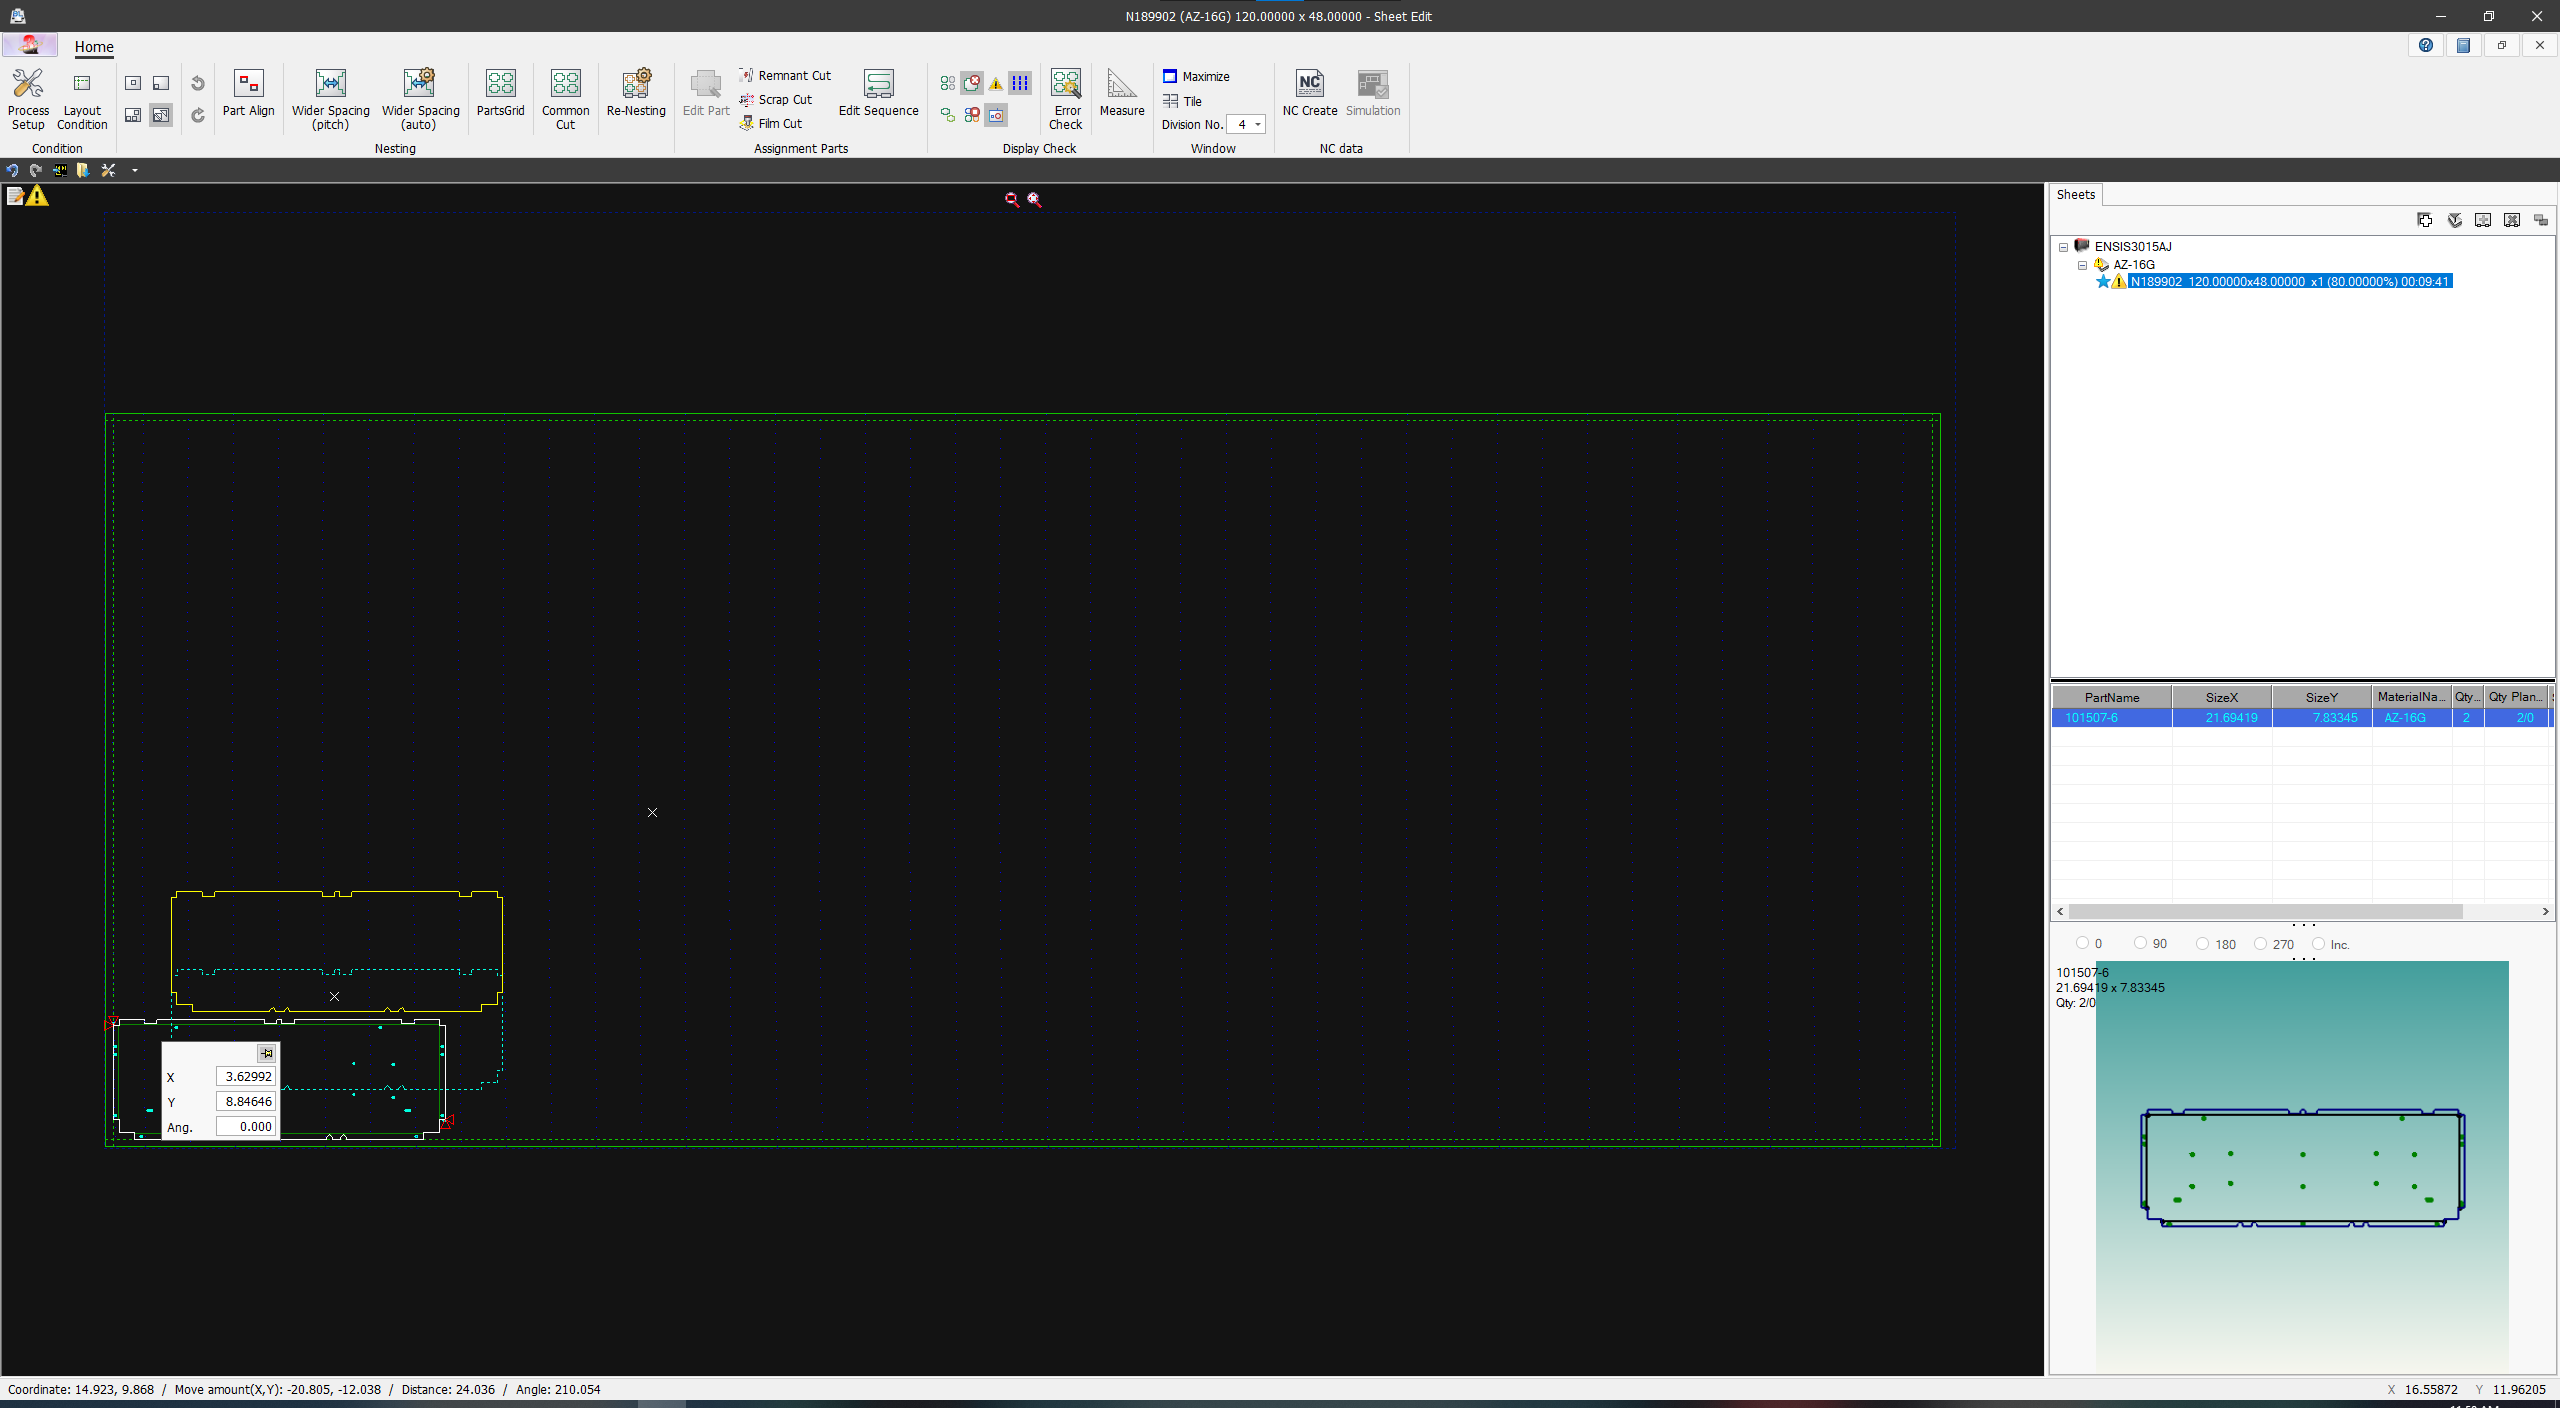 N189902 (AZ-16G) 120.00000 x 48.00000 - Sheet Edit
Home
Process Setup
Layout Condition
Part Align
Wider Spacing (pitch)
Wider Spacing (auto)
PartsGrid
Common Cut
Re-Nesting
Edit Part
Remnant Cut
Scrap Cut
Film Cut
Edit Sequence
Error Check
Measure
Maximize
Tile
Division No. 4
NC
NC Create
Simulation
Condition
Nesting
Assignment Parts
Display Check
Window
NC data
Sheets
ENSIS3015AJ
AZ-16G
N189902 120.00000x48.00000 x1 (80.00000%) 00:09:41
PartName SizeX SizeY MaterialNa... Qty... Qty Plan...
101507-6 21.69419 7.83345 AZ-16G 2 2/0
0 90 180 270 Inc.
101507-6
21.69419 x 7.83345
Qty: 2/0
X 3.62992
Y 8.84646
Ang. 0.000
Coordinate: 14.923, 9.868 / Move amount(X,Y): -20.805, -12.038 / Distance: 24.036 / Angle: 210.054
X 16.55872 Y 11.96205